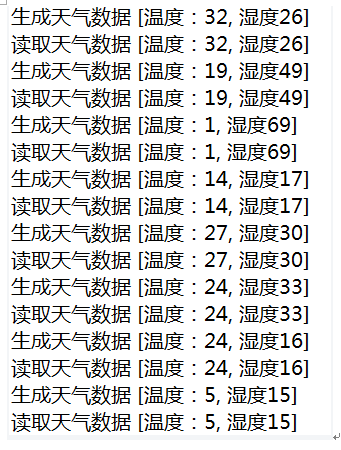 生成天气数据 [温度：32, 湿度26]
读取天气数据 [温度：32, 湿度26]
生成天气数据 [温度：19, 湿度49]
读取天气数据 [温度：19, 湿度49]
生成天气数据 [温度：1, 湿度69]
读取天气数据 [温度：1, 湿度69]
生成天气数据 [温度：14, 湿度17]
读取天气数据 [温度：14, 湿度17]
生成天气数据 [温度：27, 湿度30]
读取天气数据 [温度：27, 湿度30]
生成天气数据 [温度：24, 湿度33]
读取天气数据 [温度：24, 湿度33]
生成天气数据 [温度：24, 湿度16]
读取天气数据 [温度：24, 湿度16]
生成天气数据 [温度：5, 湿度15]
读取天气数据 [温度：5, 湿度15]